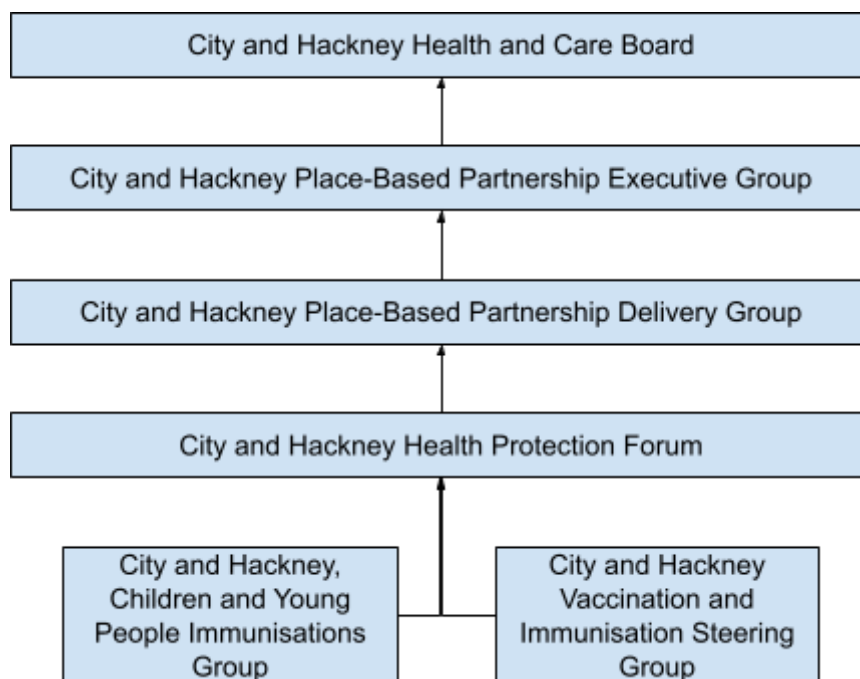 City and Hackney Health and Care Board
City and Hackney Place-Based Partnership Executive Group
City and Hackney Place-Based Partnership Delivery Group
City and Hackney Health Protection Forum
City and Hackney,
Children and Young
People Immunisations
Group
City and Hackney
Vaccination and
Immunisation Steering
Group